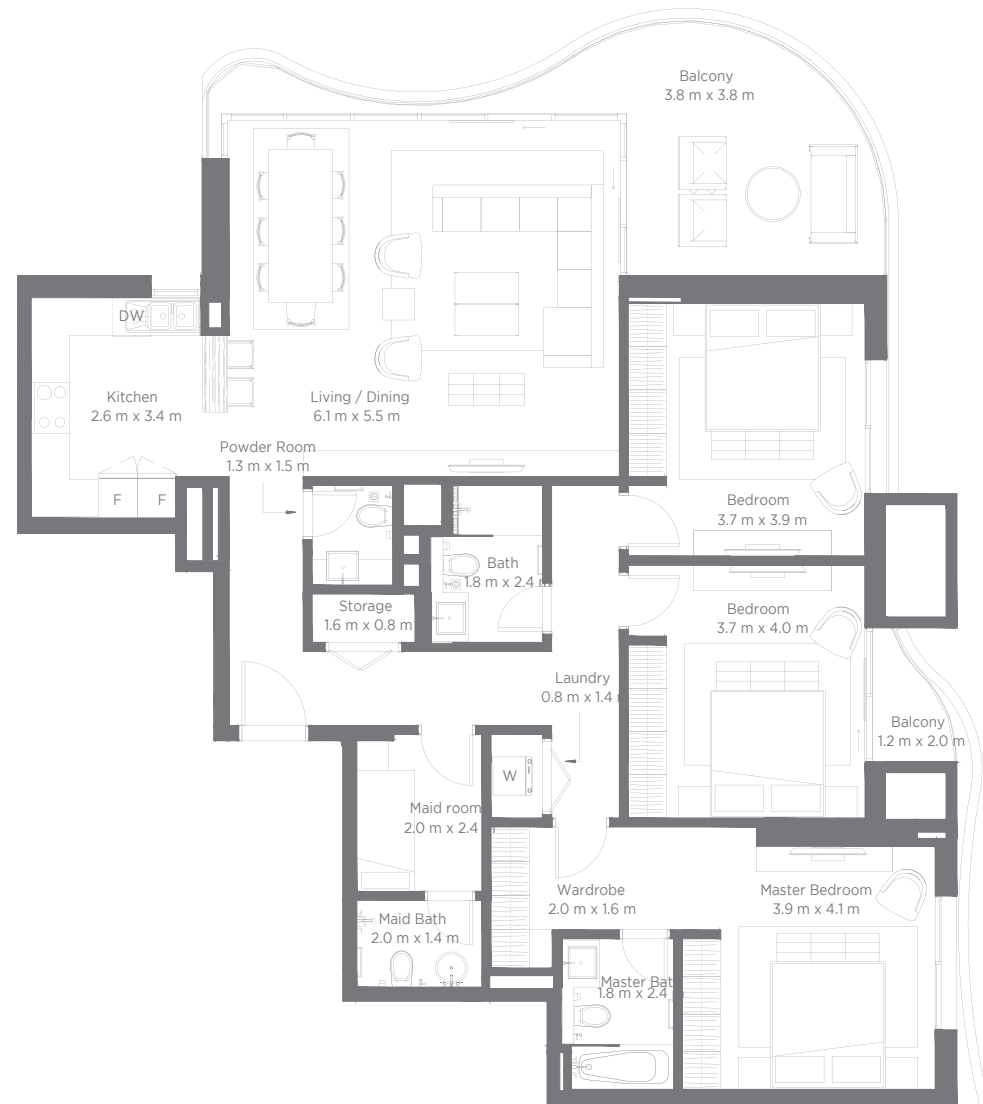 Balcony
3.8 m x 3.8 m
DW
Kitchen
2.6 m x 3.4 m
Living / Dining
6.1 m x 5.5 m
Powder Room
1.3 m x 1.5 m
F
F
Bedroom
3.7 m x 3.9 m
Bath
1.8 m x 2.4 m
Storage
1.6 m x 0.8 m
Bedroom
3.7 m x 4.0 m
Laundry
0.8 m x 1.4
Balcony
1.2 m x 2.0 m
W
Maid room
2.0 m x 2.4
Wardrobe
2.0 m x 1.6 m
Master Bedroom
3.9 m x 4.1 m
Maid Bath
2.0 m x 1.4 m
Master Bat
1.8 m x 2.4